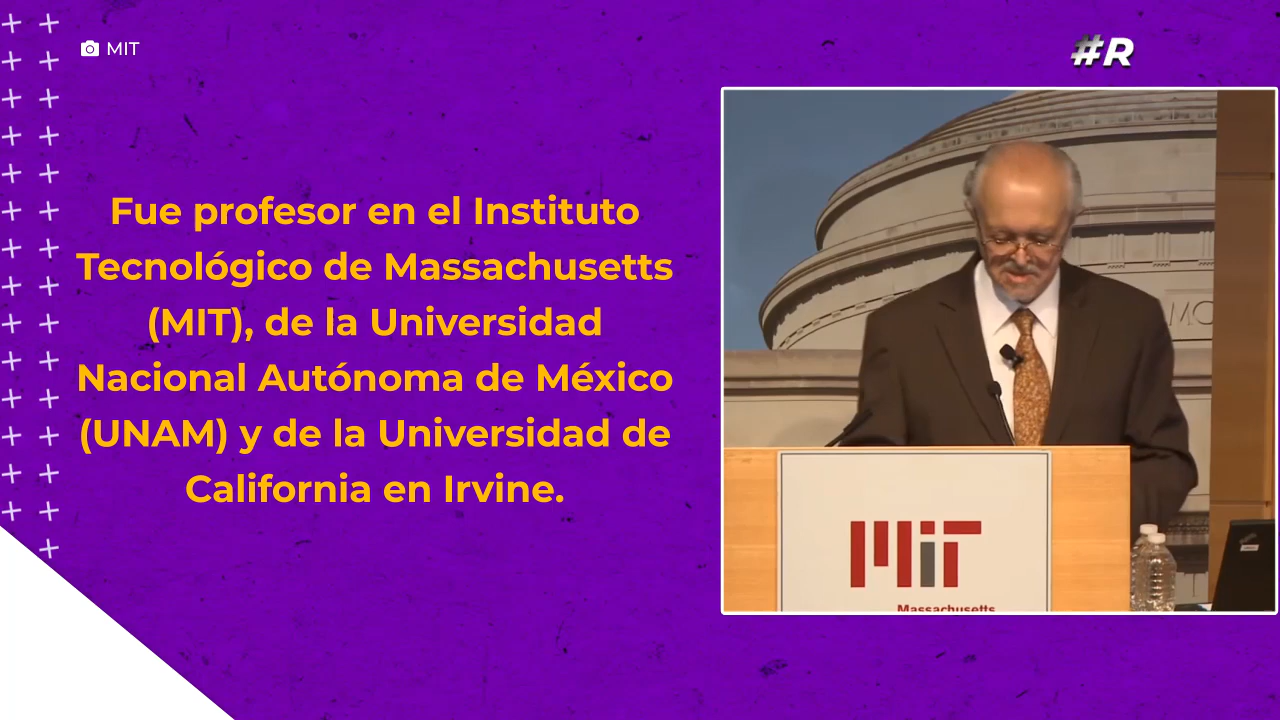 MIT
#R
Fue profesor en el Instituto
Tecnológico de Massachusetts
(MIT), de la Universidad
Nacional Autónoma de México
(UNAM) y de la Universidad de
California en Irvine.
MiT
Massachusetts